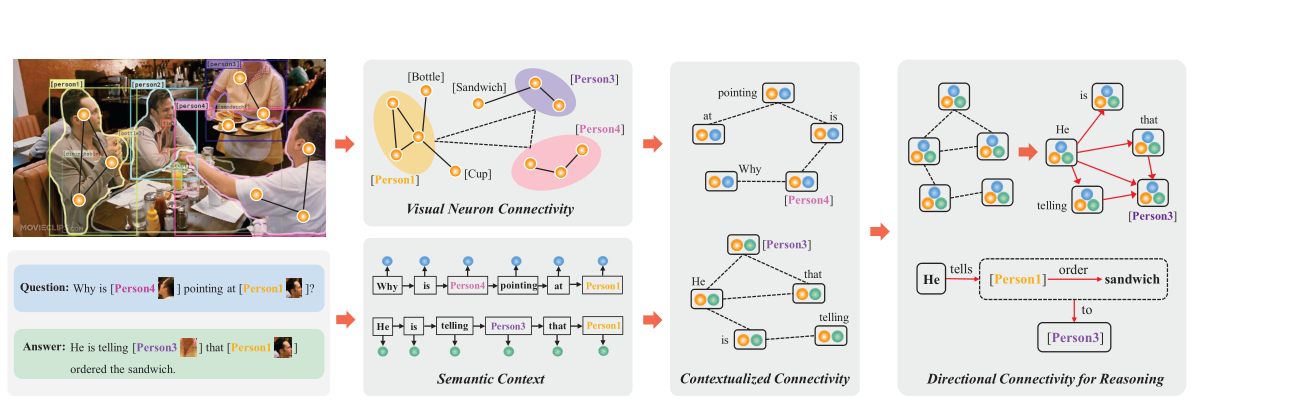 [person1]
[person2]
[person3]
[person4]
MOVIECLIPS.COM
Question: Why is [Person4 ] pointing at [Person1 ]?
Answer: He is telling [Person3 ] that [Person1 ]
ordered the sandwich.
[Bottle]
[Sandwich]
[Person3]
[Person4]
[Person1]
[Cup]
Visual Neuron Connectivity
Why is Person4 pointing at Person1
He is telling Person3 that Person1
Semantic Context
pointing
at
is
Why
[Person4]
[Person3]
He
that
telling
is
Contextualized Connectivity
is
He
that
telling
[Person3]
He tells [Person1] order sandwich
to
[Person3]
Directional Connectivity for Reasoning